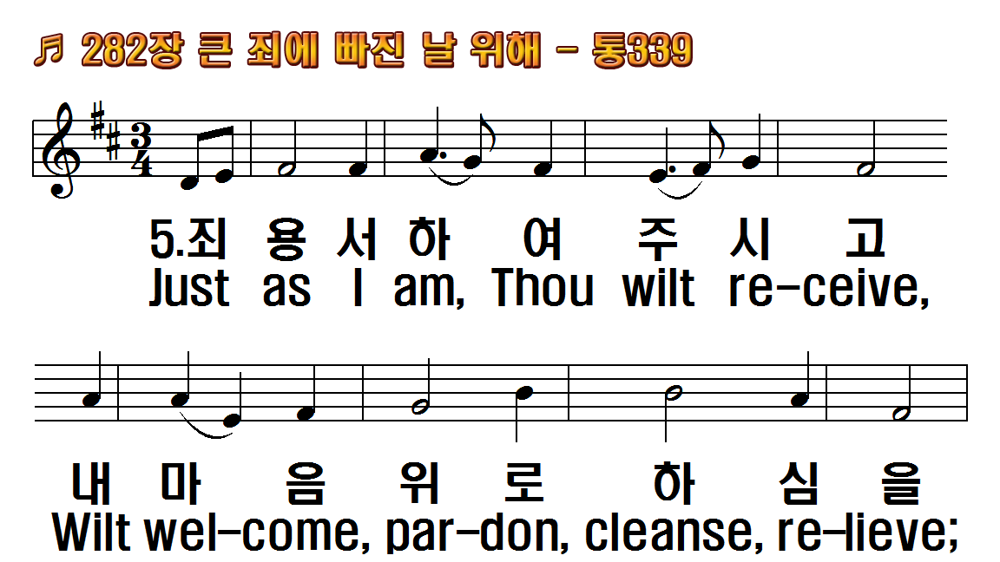 ♬ 282장 큰 죄에 빠진 날 위해 - 통339
5.죄 용 서 하 여 주 시 고
Just as I am, Thou wilt re-ceive,
내 마 음 위 로 하 심 을
Wilt wel-come, par-don, cleanse, re-lieve;